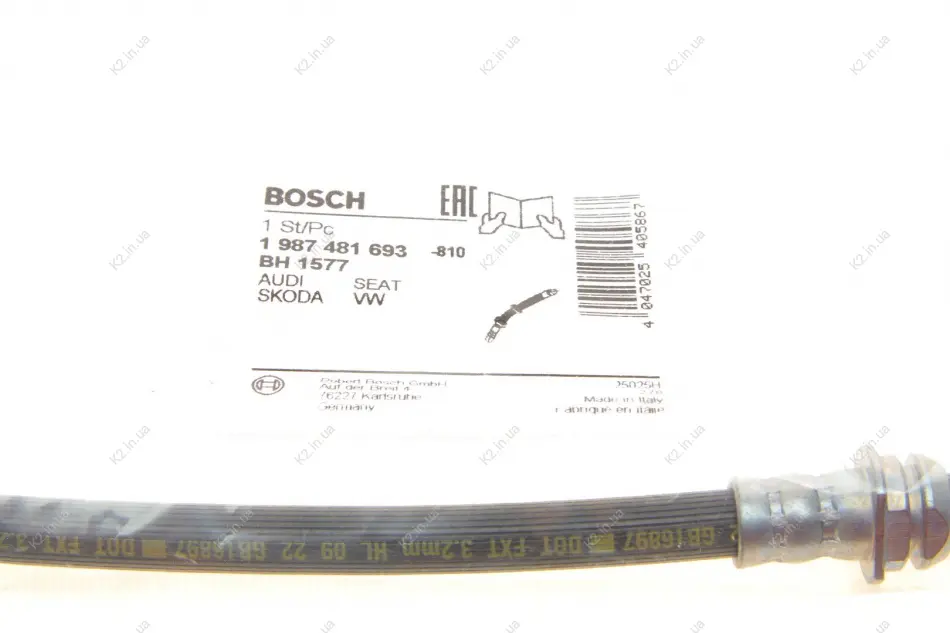 BOSCH
EAC
1 St/Pc
1 987 481 693 -810
BH 1577
AUDI SEAT
SKODA VW
4 047025 405867
Robert Bosch GmbH
Auf der Breit 4
76227 Karlsruhe
Germany
Made in Italy
Fabriqué en Italie
GB16897 DOT FXT 3.2mm HL 09 22 GB16897 DOT FXT 3.2
K2.in.ua